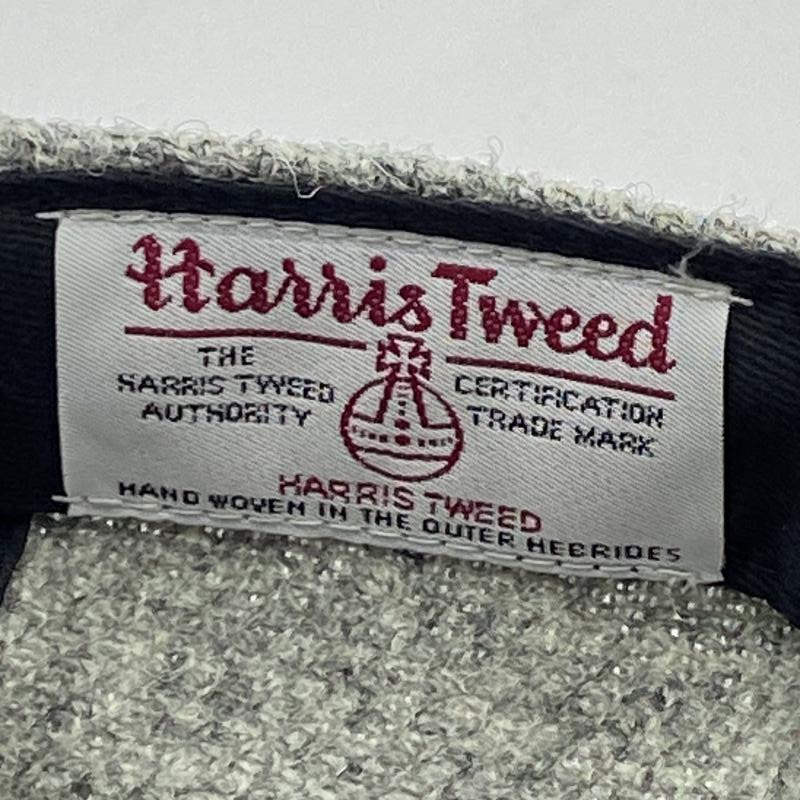 Harris Tweed
THE
HARRIS TWEED
AUTHORITY
CERTIFICATION
TRADE MARK
HARRIS TWEED
HAND WOVEN IN THE OUTER HEBRIDES